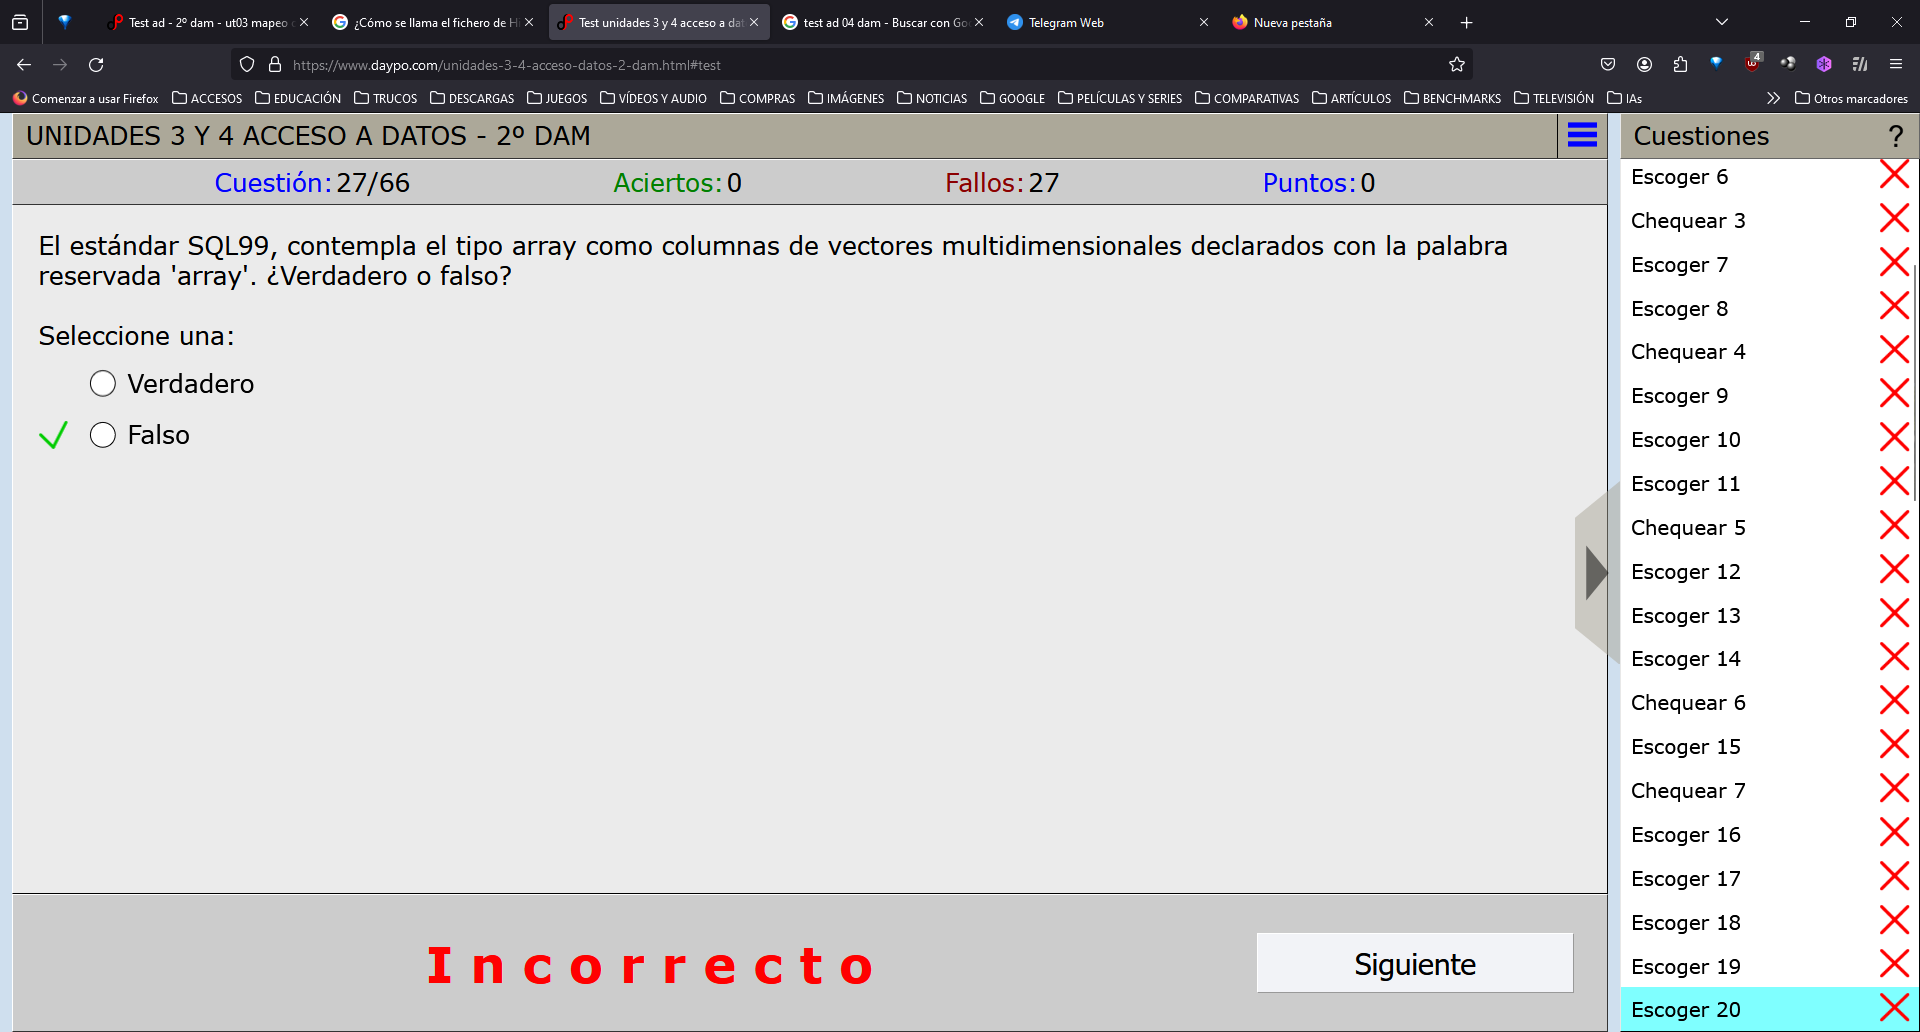 Test ad - 2º dam - ut03 mapeo
¿Cómo se llama el fichero de Hi
Test unidades 3 y 4 acceso a dat
test ad 04 dam - Buscar con Go
Telegram Web
Nueva pestaña
https://www.daypo.com/unidades-3-4-acceso-datos-2-dam.html#test
4
Comenzar a usar Firefox
ACCESOS
EDUCACIÓN
TRUCOS
DESCARGAS
JUEGOS
VÍDEOS Y AUDIO
COMPRAS
IMÁGENES
NOTICIAS
GOOGLE
PELÍCULAS Y SERIES
COMPARATIVAS
ARTÍCULOS
BENCHMARKS
TELEVISIÓN
IAs
Otros marcadores
UNIDADES 3 Y 4 ACCESO A DATOS - 2º DAM
Cuestión: 27/66
Aciertos: 0
Fallos: 27
Puntos: 0
El estándar SQL99, contempla el tipo array como columnas de vectores multidimensionales declarados con la palabra
reservada 'array'. ¿Verdadero o falso?
Seleccione una:
Verdadero
Falso
Incorrecto
Siguiente
Cuestiones ?
Escoger 6
Chequear 3
Escoger 7
Escoger 8
Chequear 4
Escoger 9
Escoger 10
Escoger 11
Chequear 5
Escoger 12
Escoger 13
Escoger 14
Chequear 6
Escoger 15
Chequear 7
Escoger 16
Escoger 17
Escoger 18
Escoger 19
Escoger 20